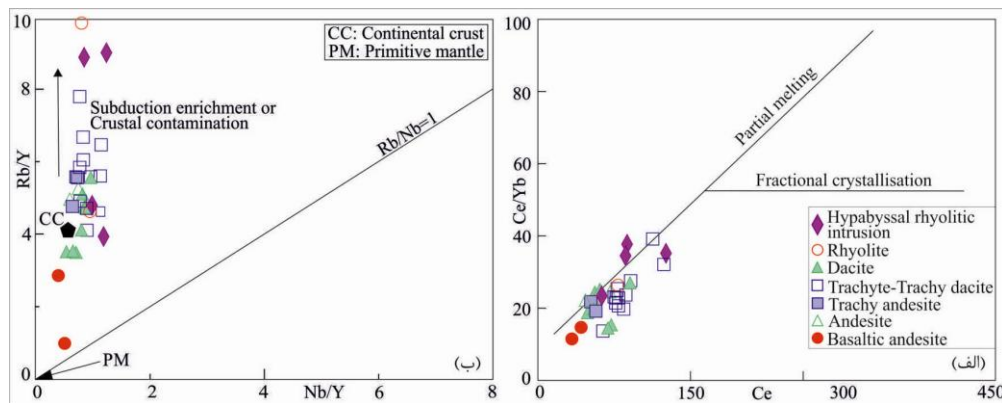 10
8
4
0
Rb/Y
CC: Continental crust
PM: Primitive mantle
Subduction enrichment or
Crustal contamination
Rb/Nb=1
CC
PM
(ب)
0
2
4
6
8
Nb/Y
100
80
60
40
20
0
Ce/Yb
Partial melting
Fractional crystallisation
Hypabyssal rhyolitic
intrusion
Rhyolite
Dacite
Trachyte-Trachy dacite
Trachy andesite
Andesite
Basaltic andesite
(الف)
0
150
Ce
300
450